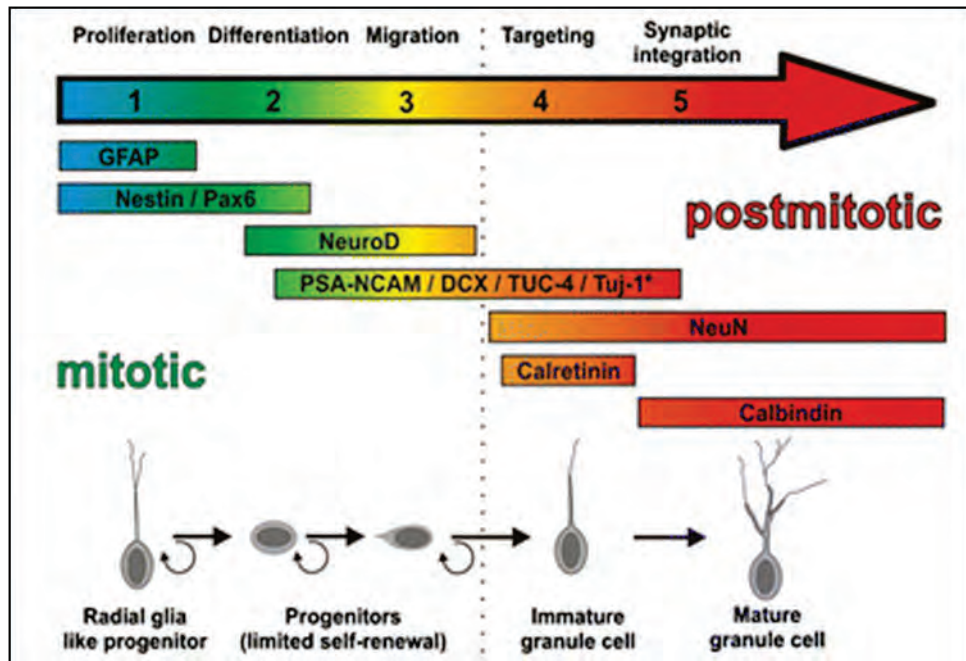 Proliferation Differentiation Migration Targeting Synaptic
integration
1 2 3 4 5
GFAP
Nestin / Pax6
postmitotic
NeuroD
PSA-NCAM / DCX / TUC-4 / Tuj-1*
NeuN
mitotic
Calretinin
Calbindin
Radial glia
like progenitor
Progenitors
(limited self-renewal)
Immature
granule cell
Mature
granule cell